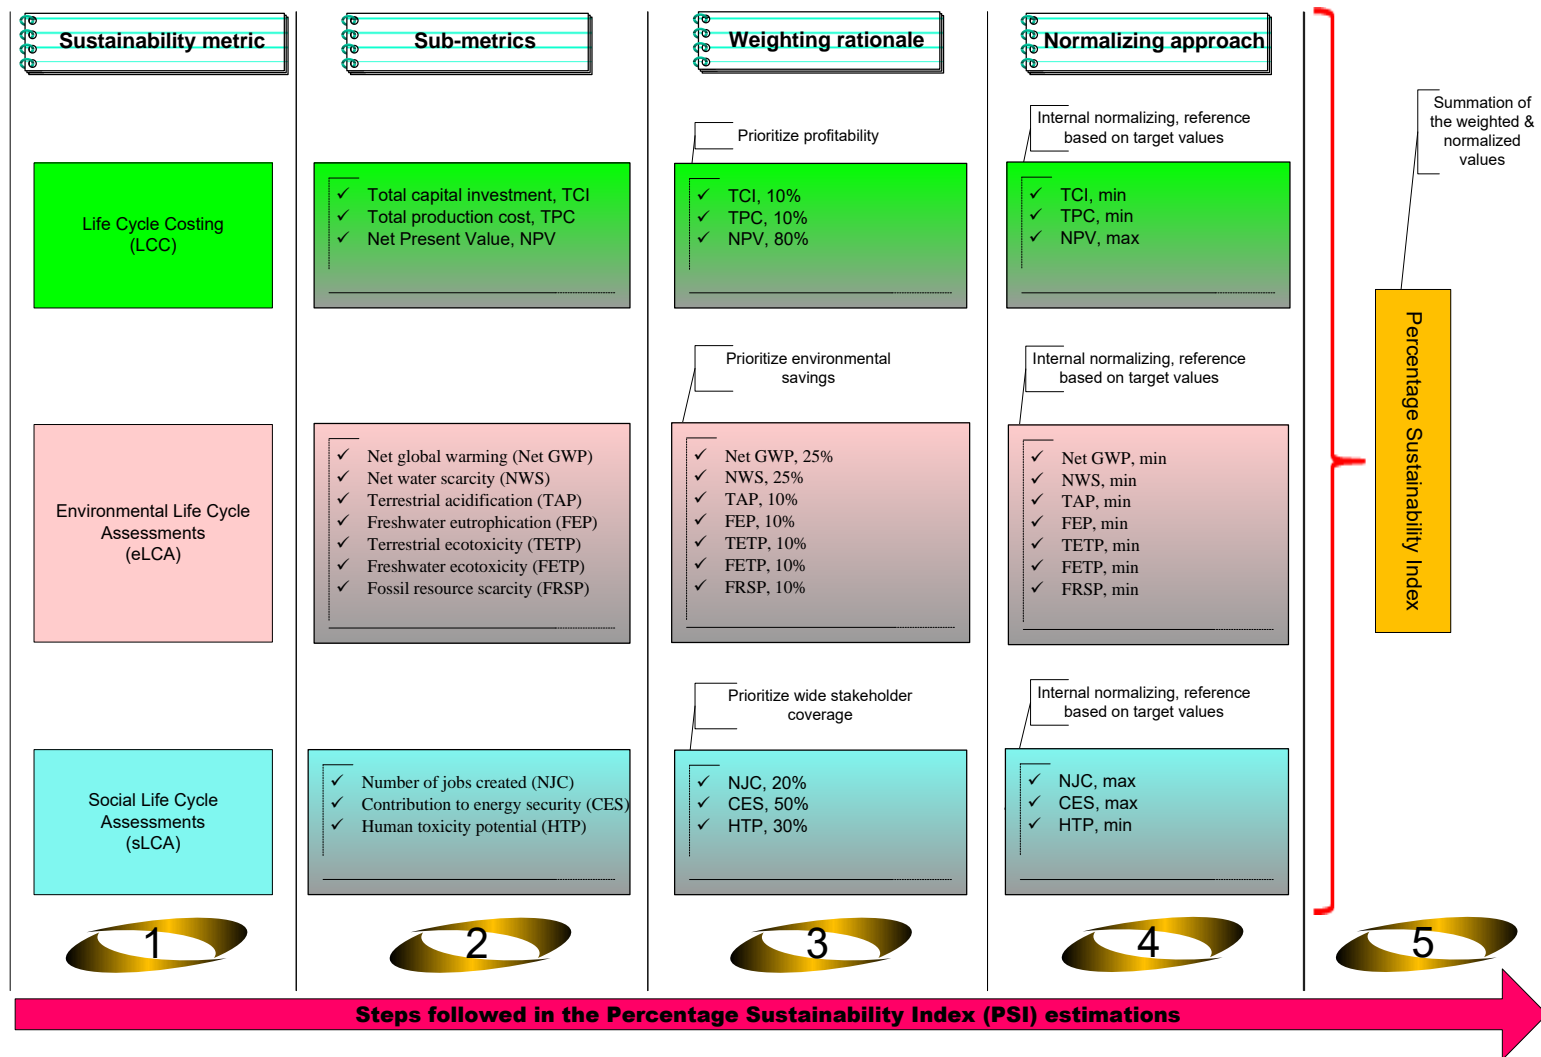 Sustainability metric
Sub-metrics
Weighting rationale
Normalizing approach
Summation of
the weighted &
normalized
values
Prioritize profitability
Internal normalizing, reference
based on target values
Life Cycle Costing
(LCC)
✓ Total capital investment, TCI
✓ Total production cost, TPC
✓ Net Present Value, NPV
✓ TCI, 10%
✓ TPC, 10%
✓ NPV, 80%
✓ TCI, min
✓ TPC, min
✓ NPV, max
Prioritize environmental
savings
Internal normalizing, reference
based on target values
Environmental Life Cycle
Assessments
(eLCA)
✓ Net global warming (Net GWP)
✓ Net water scarcity (NWS)
✓ Terrestrial acidification (TAP)
✓ Freshwater eutrophication (FEP)
✓ Terrestrial ecotoxicity (TETP)
✓ Freshwater ecotoxicity (FETP)
✓ Fossil resource scarcity (FRSP)
✓ Net GWP, 25%
✓ NWS, 25%
✓ TAP, 10%
✓ FEP, 10%
✓ TETP, 10%
✓ FETP, 10%
✓ FRSP, 10%
✓ Net GWP, min
✓ NWS, min
✓ TAP, min
✓ FEP, min
✓ TETP, min
✓ FETP, min
✓ FRSP, min
Prioritize wide stakeholder
coverage
Internal normalizing, reference
based on target values
Social Life Cycle
Assessments
(sLCA)
✓ Number of jobs created (NJC)
✓ Contribution to energy security (CES)
✓ Human toxicity potential (HTP)
✓ NJC, 20%
✓ CES, 50%
✓ HTP, 30%
✓ NJC, max
✓ CES, max
✓ HTP, min
Percentage Sustainability Index
1
2
3
4
5
Steps followed in the Percentage Sustainability Index (PSI) estimations